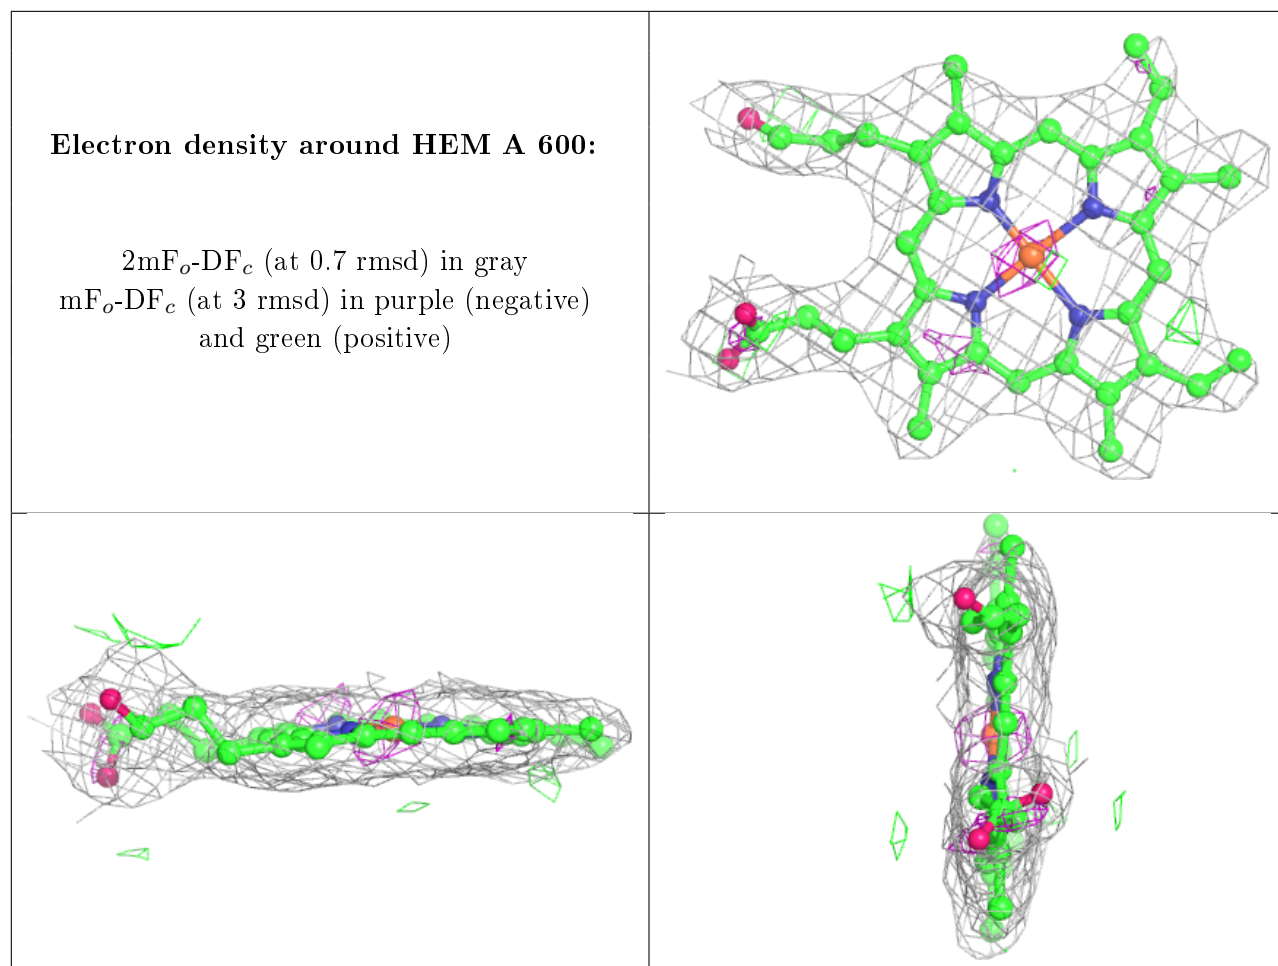 Electron density around HEM A 600:
2mFo-DFc (at 0.7 rmsd) in gray
mFo-DFc (at 3 rmsd) in purple (negative)
and green (positive)